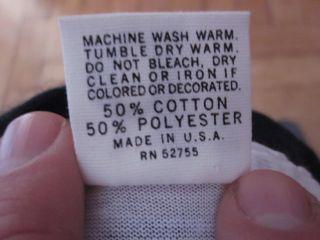 MACHINE WASH WARM.
TUMBLE DRY WARM.
DO NOT BLEACH, DRY
CLEAN OR IRON IF
COLORED OR DECORATED.
50% COTTON
50% POLYESTER
MADE IN U.S.A.
RN 52755